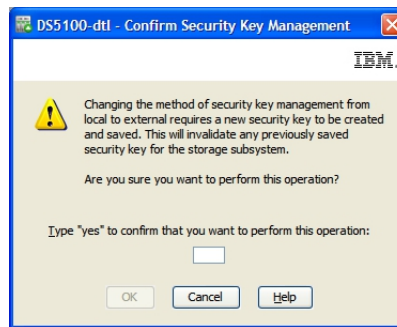 DS5100-dtl - Confirm Security Key Management
IBM.
Changing the method of security key management from
local to external requires a new security key to be created
and saved. This will invalidate any previously saved
security key for the storage subsystem.
Are you sure you want to perform this operation?
Type "yes" to confirm that you want to perform this operation:
OK Cancel Help